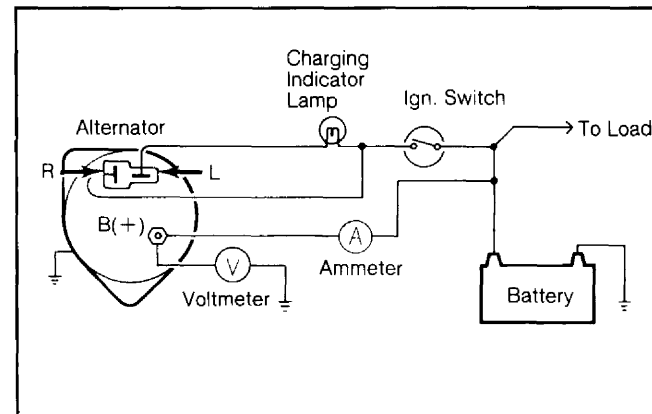 Charging
Indicator
Lamp
Ign. Switch
Alternator
To Load
R
L
B(+)
A
Ammeter
V
Voltmeter
Battery